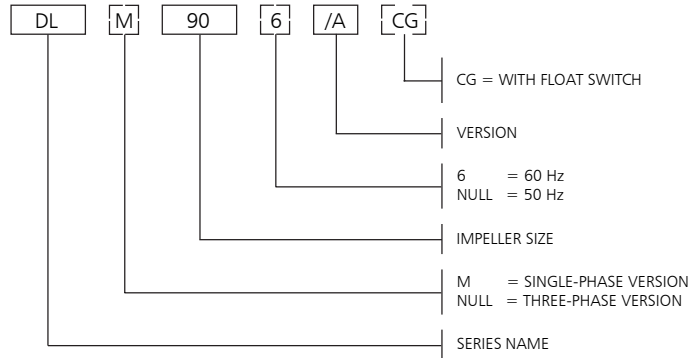 DL M 90 6 /A CG
CG = WITH FLOAT SWITCH
VERSION
6 = 60 Hz
NULL = 50 Hz
IMPELLER SIZE
M = SINGLE-PHASE VERSION
NULL = THREE-PHASE VERSION
SERIES NAME